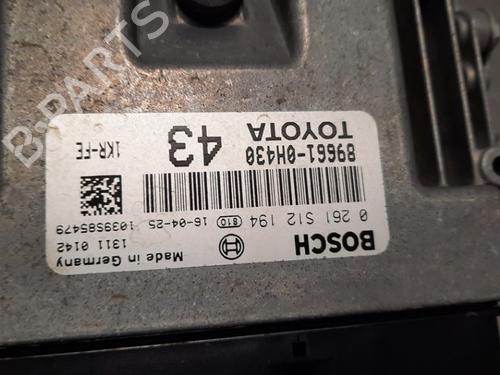 BOSCH
Made in Germany
0 261 S12 194
810
16-04-25
1311 0142
1039S85479
89661-0H430
TOYOTA
43
1KR-FE
B-PARTS